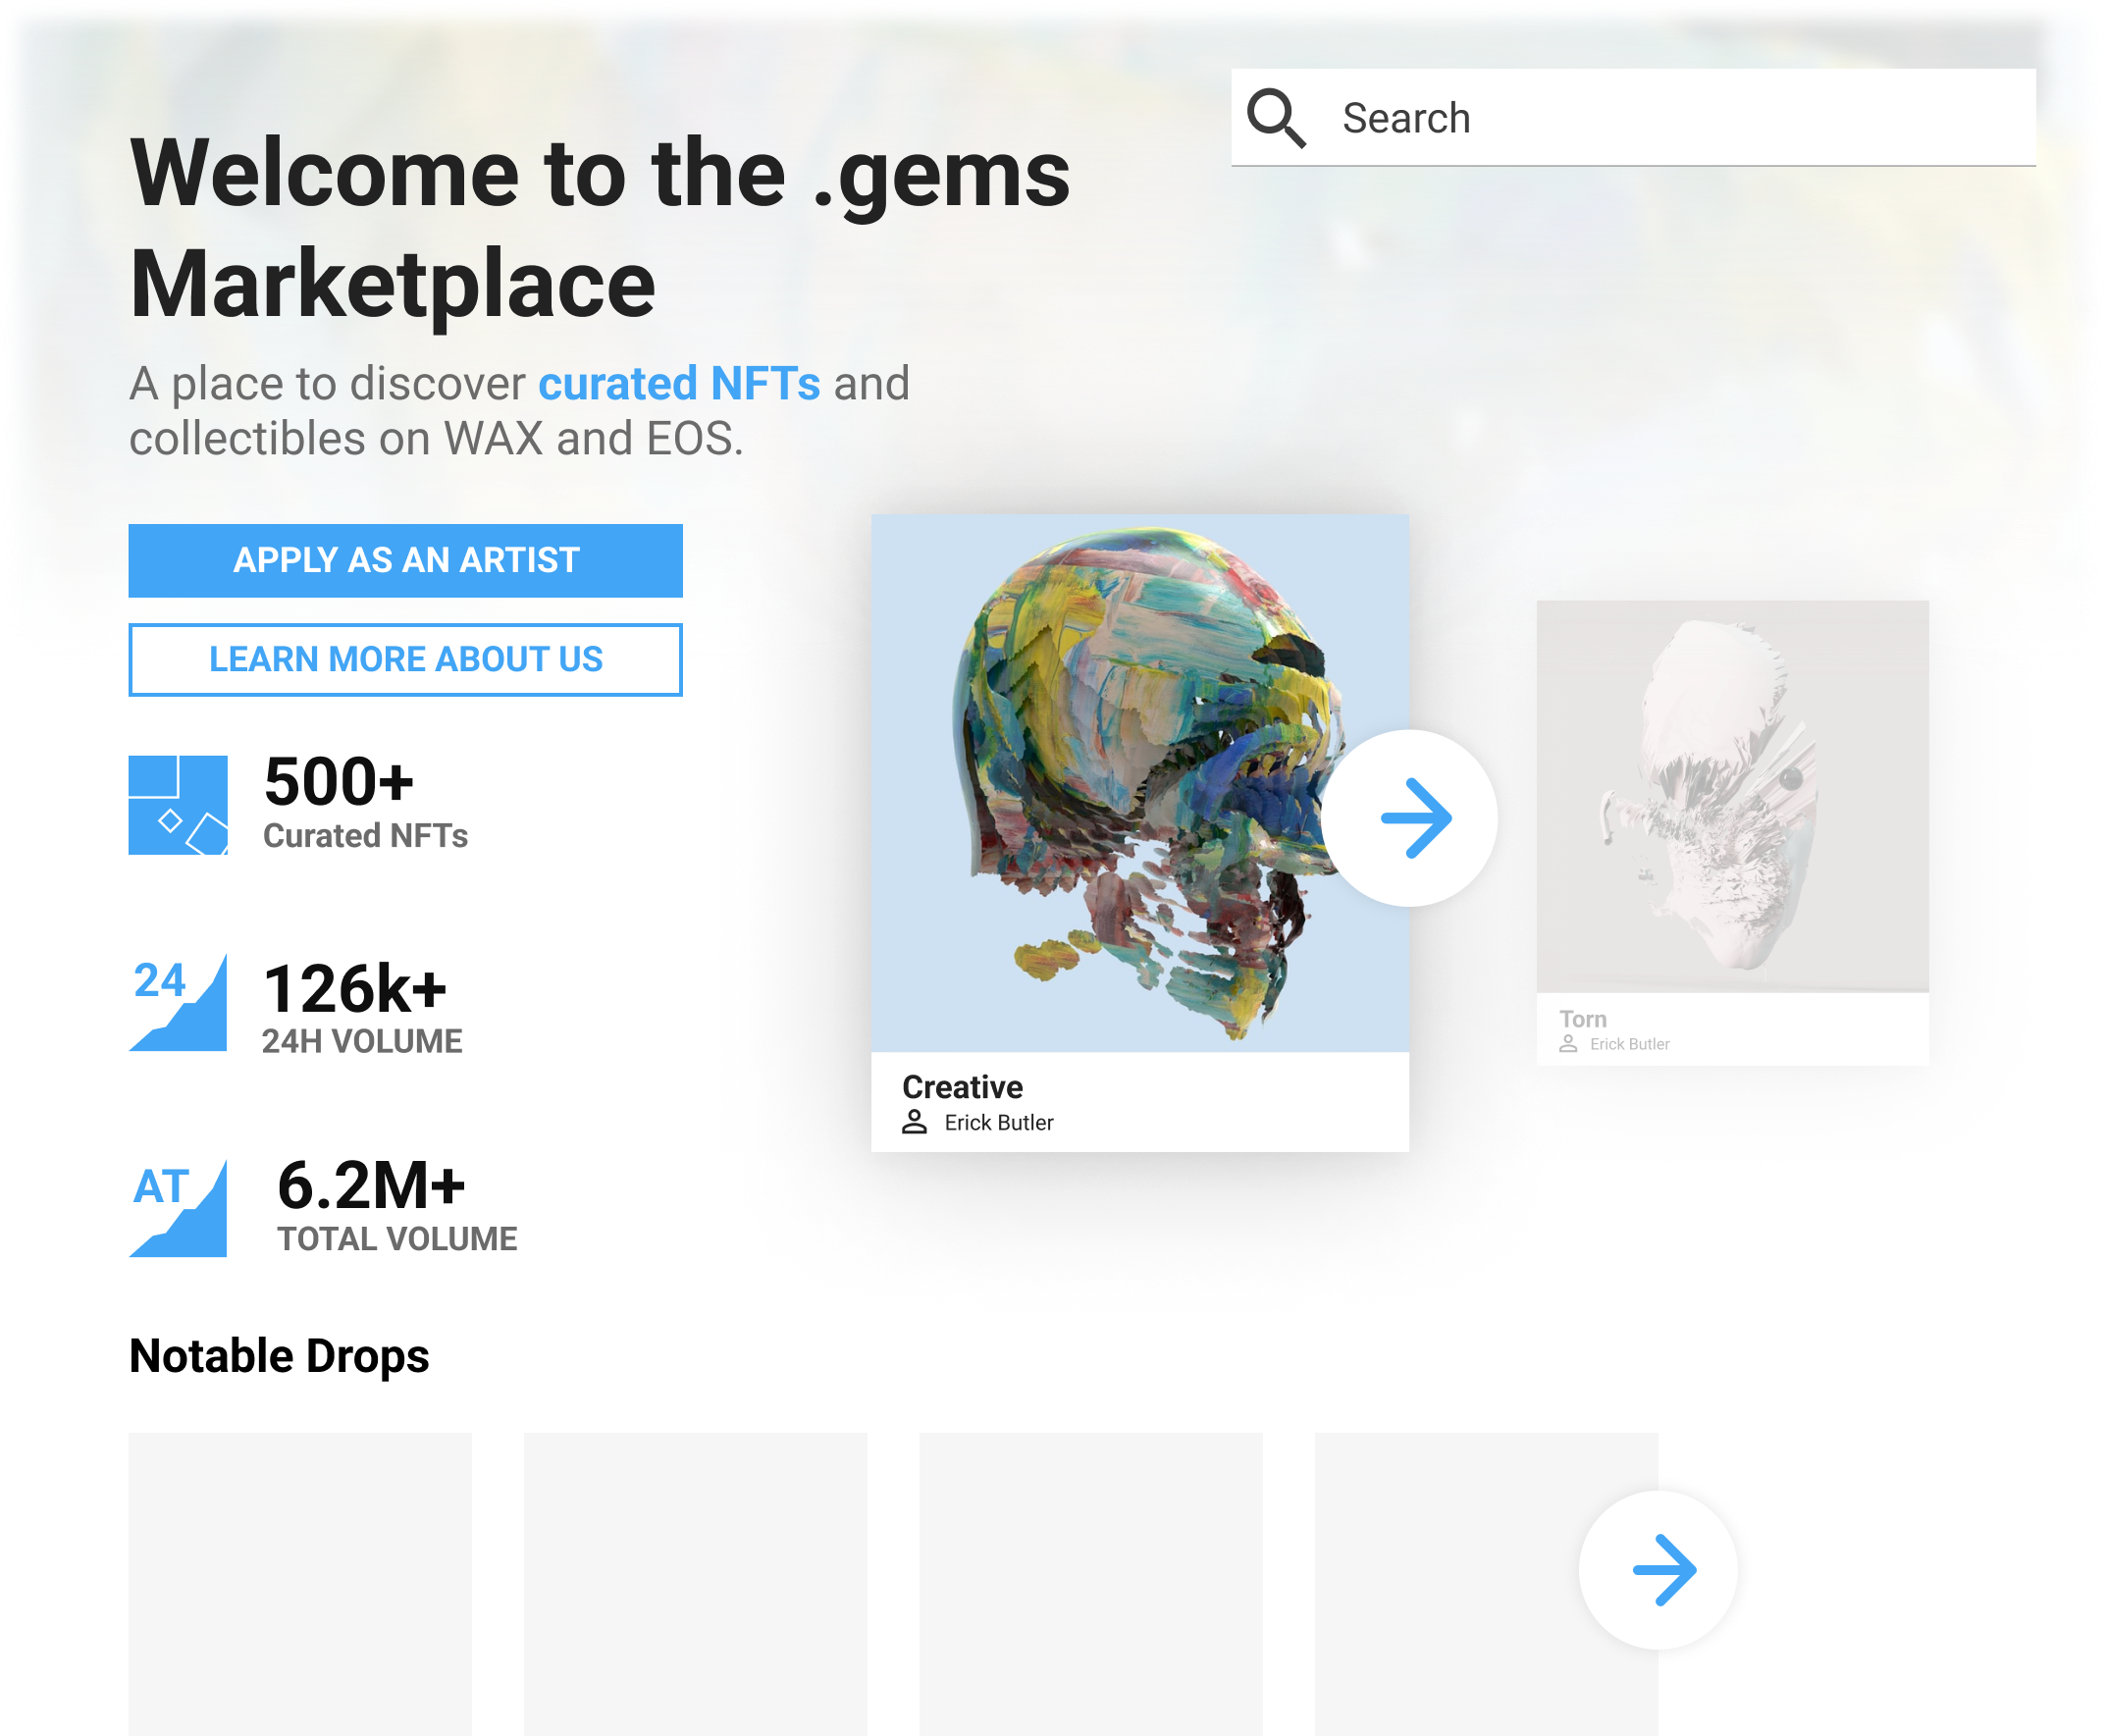 Search
Welcome to the .gems
Marketplace
A place to discover curated NFTs and
collectibles on WAX and EOS.
APPLY AS AN ARTIST
LEARN MORE ABOUT US
500+
Curated NFTs
24
126k+
24H VOLUME
AT
6.2M+
TOTAL VOLUME
Creative
Erick Butler
Torn
Erick Butler
Notable Drops